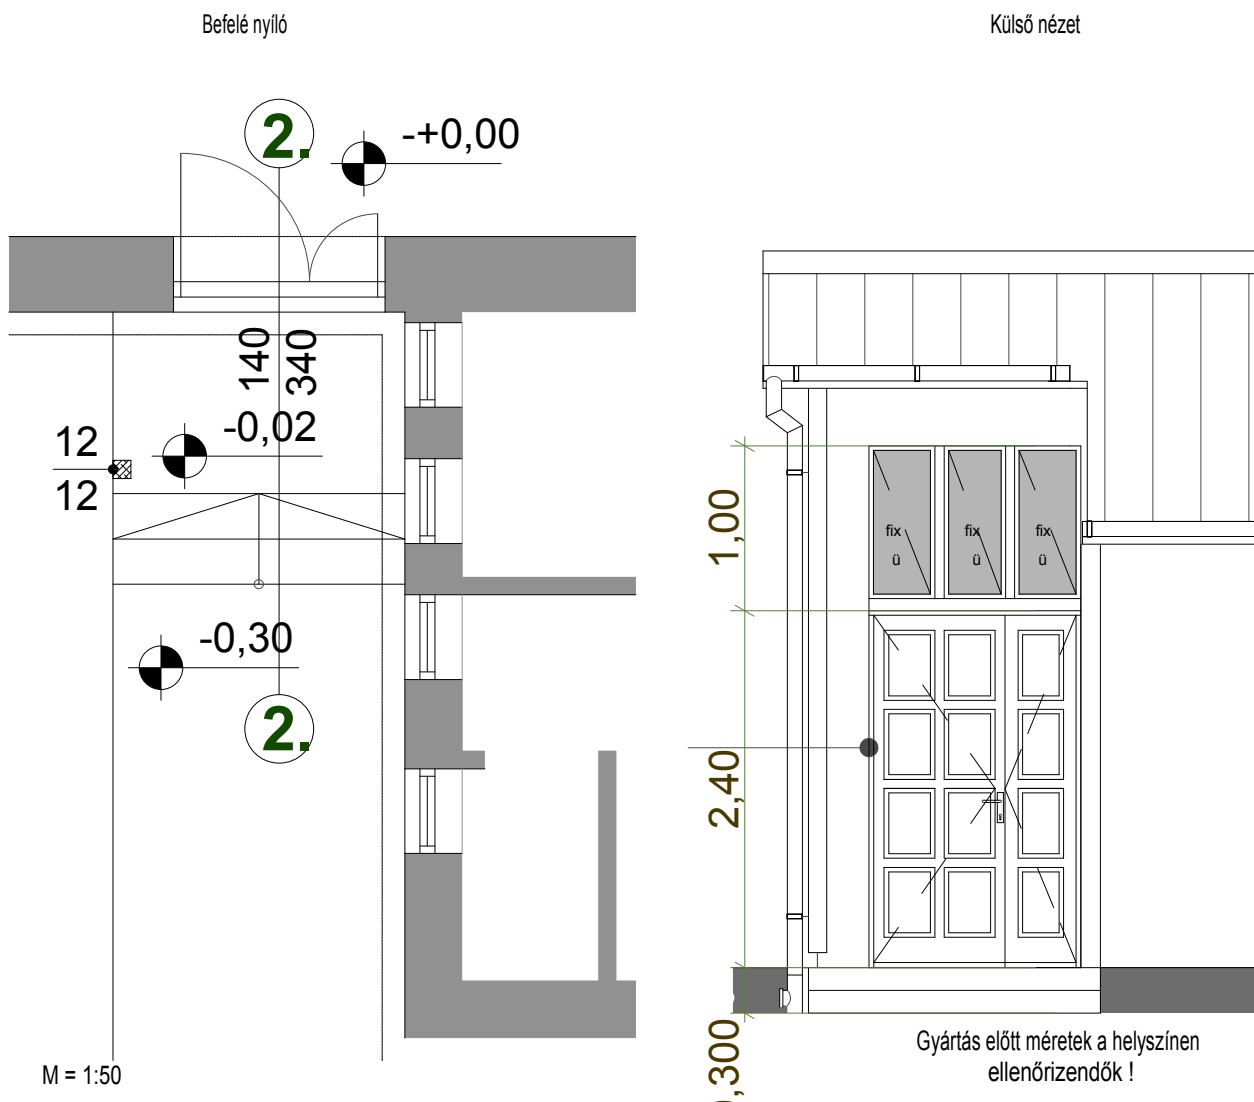 Befelé nyíló
Külső nézet
2.
-+0,00
140
340
-0,02
12
12
-0,30
2.
M = 1:50
1,00
fix
ü
fix
ü
fix
ü
2,40
0,300
Gyártás előtt méretek a helyszínen
ellenőrizendők !